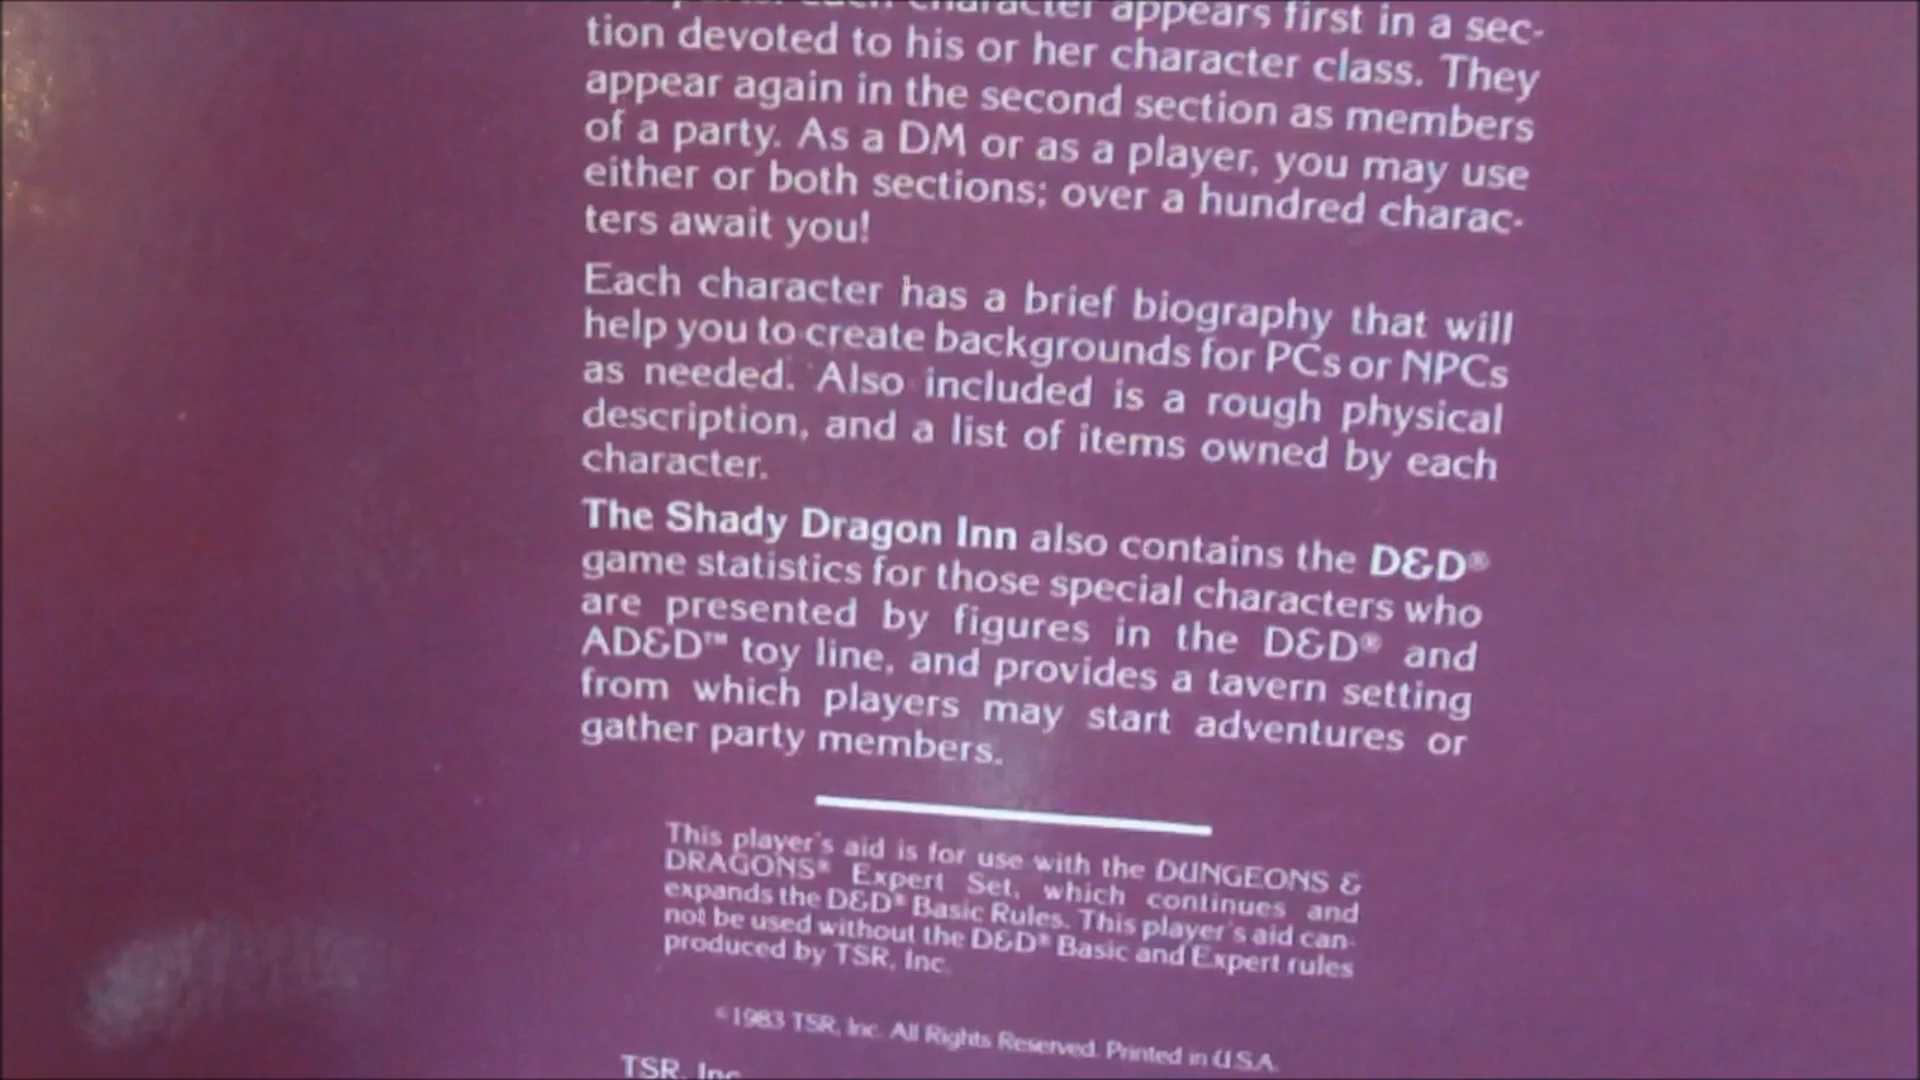 character appears first in a sec-
tion devoted to his or her character class. They
appear again in the second section as members
of a party. As a DM or as a player, you may use
either or both sections; over a hundred charac-
ters await you!
Each character has a brief biography that will
help you to create backgrounds for PCs or NPCs
as needed. Also included is a rough physical
description, and a list of items owned by each
character.
The Shady Dragon Inn also contains the D&D®
game statistics for those special characters who
are presented by figures in the D&D® and
AD&D™ toy line, and provides a tavern setting
from which players may start adventures or
gather party members.
This player's aid is for use with the DUNGEONS &
DRAGONS® Expert Set, which continues and
expands the D&D® Basic Rules. This player's aid can-
not be used without the D&D® Basic and Expert rules
produced by TSR, Inc.
©1983 TSR, Inc. All Rights Reserved. Printed in U.S.A.
TSR, Inc.